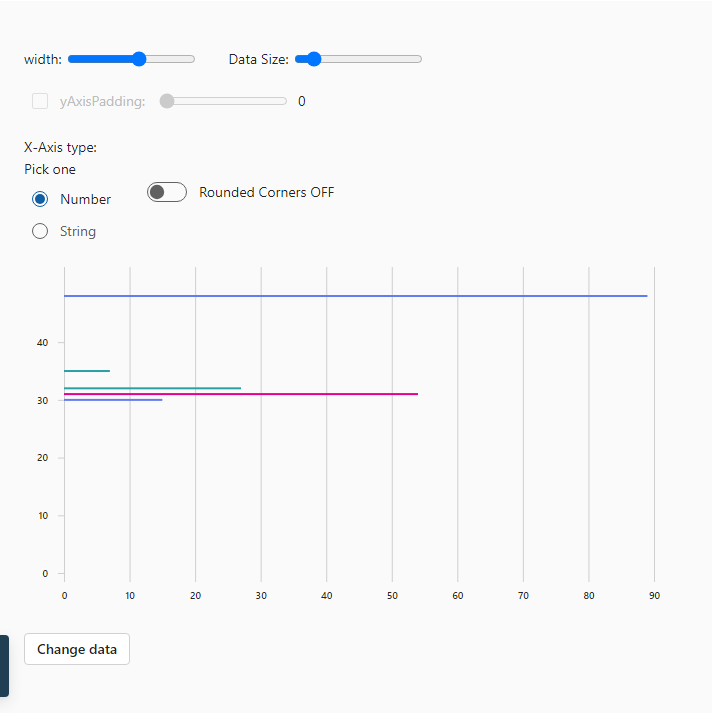 width: Data Size:
yAxisPadding: 0
X-Axis type:
Pick one
Number Rounded Corners OFF
String
40
30
20
10
0
0 10 20 30 40 50 60 70 80 90
Change data